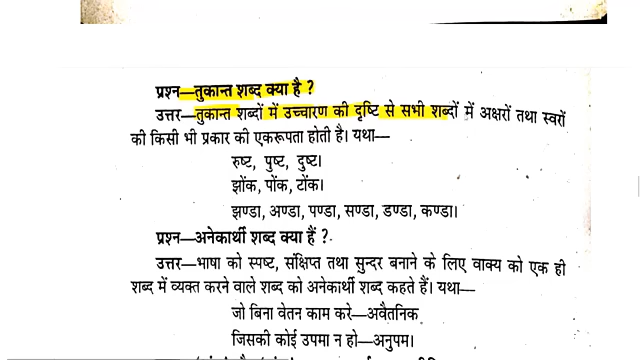 प्रश्न—तुकान्त शब्द क्या है ?
उत्तर—तुकान्त शब्दों में उच्चारण की दृष्टि से सभी शब्दों में अक्षरों तथा स्वरों
की किसी भी प्रकार की एकरूपता होती है। यथा—
रुष्ट, पुष्ट, दुष्ट।
झोंक, पोंक, टोंक।
झण्डा, अण्डा, पण्डा, सण्डा, डण्डा, कण्डा।
प्रश्न—अनेकार्थी शब्द क्या हैं ?
उत्तर—भाषा को स्पष्ट, संक्षिप्त तथा सुन्दर बनाने के लिए वाक्य को एक ही
शब्द में व्यक्त करने वाले शब्द को अनेकार्थी शब्द कहते हैं। यथा—
जो बिना वेतन काम करे—अवैतनिक
जिसकी कोई उपमा न हो—अनुपम।